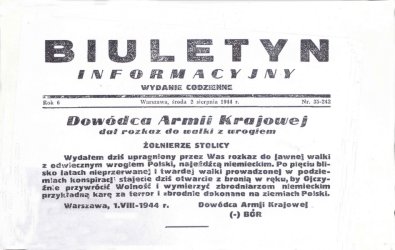 BIULETYN
INFORMACYJNY
WYDANIE CODZIENNE
Rok 6 Warszawa, środa 2 sierpnia 1944 r. Nr. 35-242
Dowódca Armii Krajowej
dał rozkaz do walki z wrogiem
ŻOŁNIERZE STOLICY
Wydałem dziś upragniony przez Was rozkaz do jawnej walki
z odwiecznym wrogiem Polski, najeźdźcą niemieckim. Po pięciu bli-
sko latach nieprzerwanej i twardej walki prowadzonej w podzie-
miach konspiracji stajecie dziś otwarcie z bronią w ręku, by Ojczy-
źnie przywrócić Wolność i wymierzyć zbrodniarzom niemieckim
przykładną karę za terror i zbrodnie dokonane na ziemiach Polski.
Warszawa, 1.VIII-1944 r. Dowódca Armji Krajowej
(-) BÓR